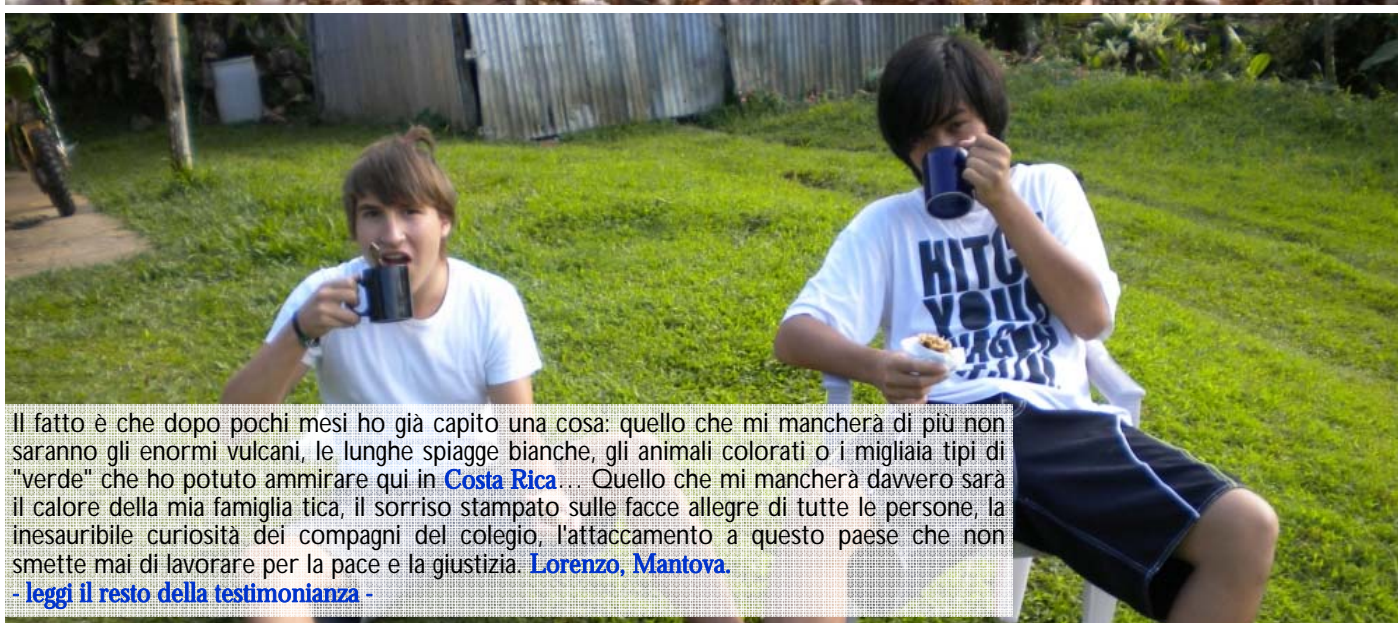 HITCH
YOUR
WAGON
Il fatto è che dopo pochi mesi ho già capito una cosa: quello che mi mancherà di più non
saranno gli enormi vulcani, le lunghe spiagge bianche, gli animali colorati o i migliaia tipi di
"verde" che ho potuto ammirare qui in Costa Rica... Quello che mi mancherà davvero sarà
il calore della mia famiglia tica, il sorriso stampato sulle facce allegre di tutte le persone, la
inesauribile curiosità dei compagni del colegio, l'attaccamento a questo paese che non
smette mai di lavorare per la pace e la giustizia. Lorenzo, Mantova.
- leggi il resto della testimonianza -